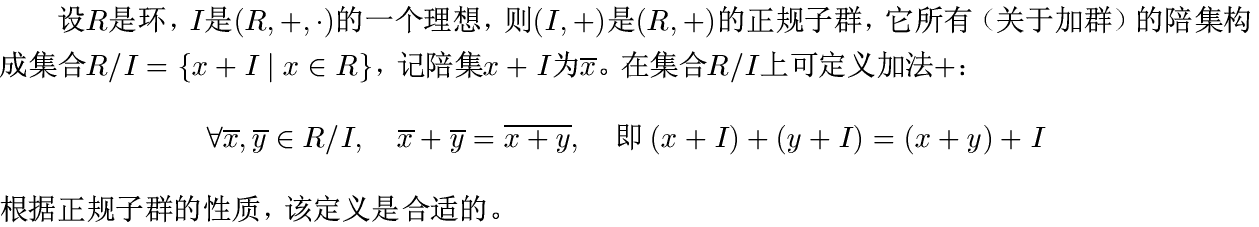 设R是环，I是(R, +, ·)的一个理想，则(I, +)是(R, +)的正规子群，它所有（关于加群）的陪集构
成集合R/I = {x + I | x ∈ R}，记陪集x + I为x̅。在集合R/I上可定义加法+：
∀x̅, y̅ ∈ R/I, x̅ + y̅ = \overline{x + y}, 即 (x + I) + (y + I) = (x + y) + I
根据正规子群的性质，该定义是合适的。